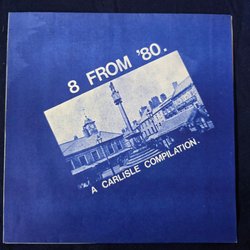 8 FROM '80.
A CARLISLE COMPILATION.